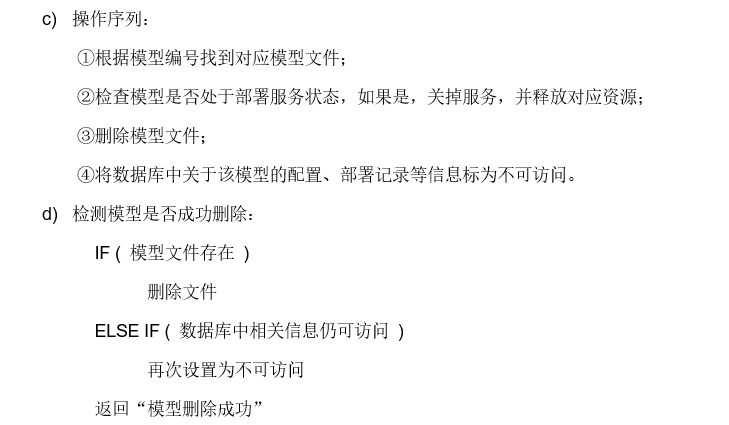 c) 操作序列：
①根据模型编号找到对应模型文件；
②检查模型是否处于部署服务状态，如果是，关掉服务，并释放对应资源；
③删除模型文件；
④将数据库中关于该模型的配置、部署记录等信息标为不可访问。
d) 检测模型是否成功删除：
IF ( 模型文件存在 )
删除文件
ELSE IF ( 数据库中相关信息仍可访问 )
再次设置为不可访问
返回“模型删除成功”